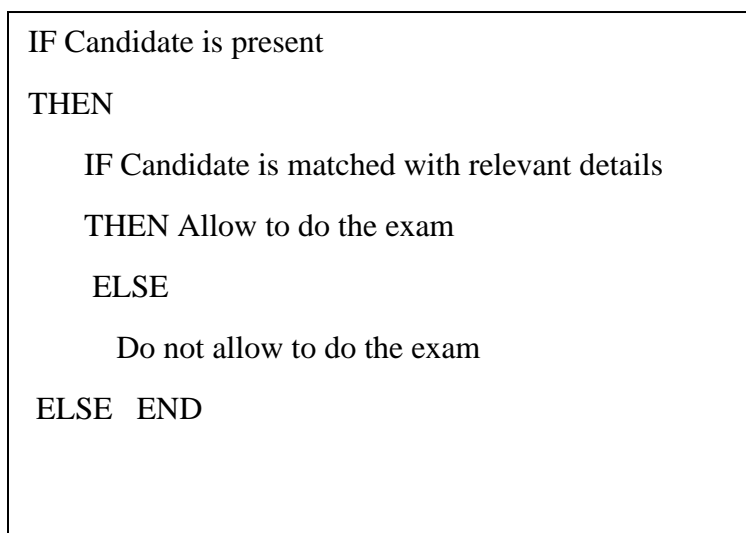 IF Candidate is present
THEN
IF Candidate is matched with relevant details
THEN Allow to do the exam
ELSE
Do not allow to do the exam
ELSE END